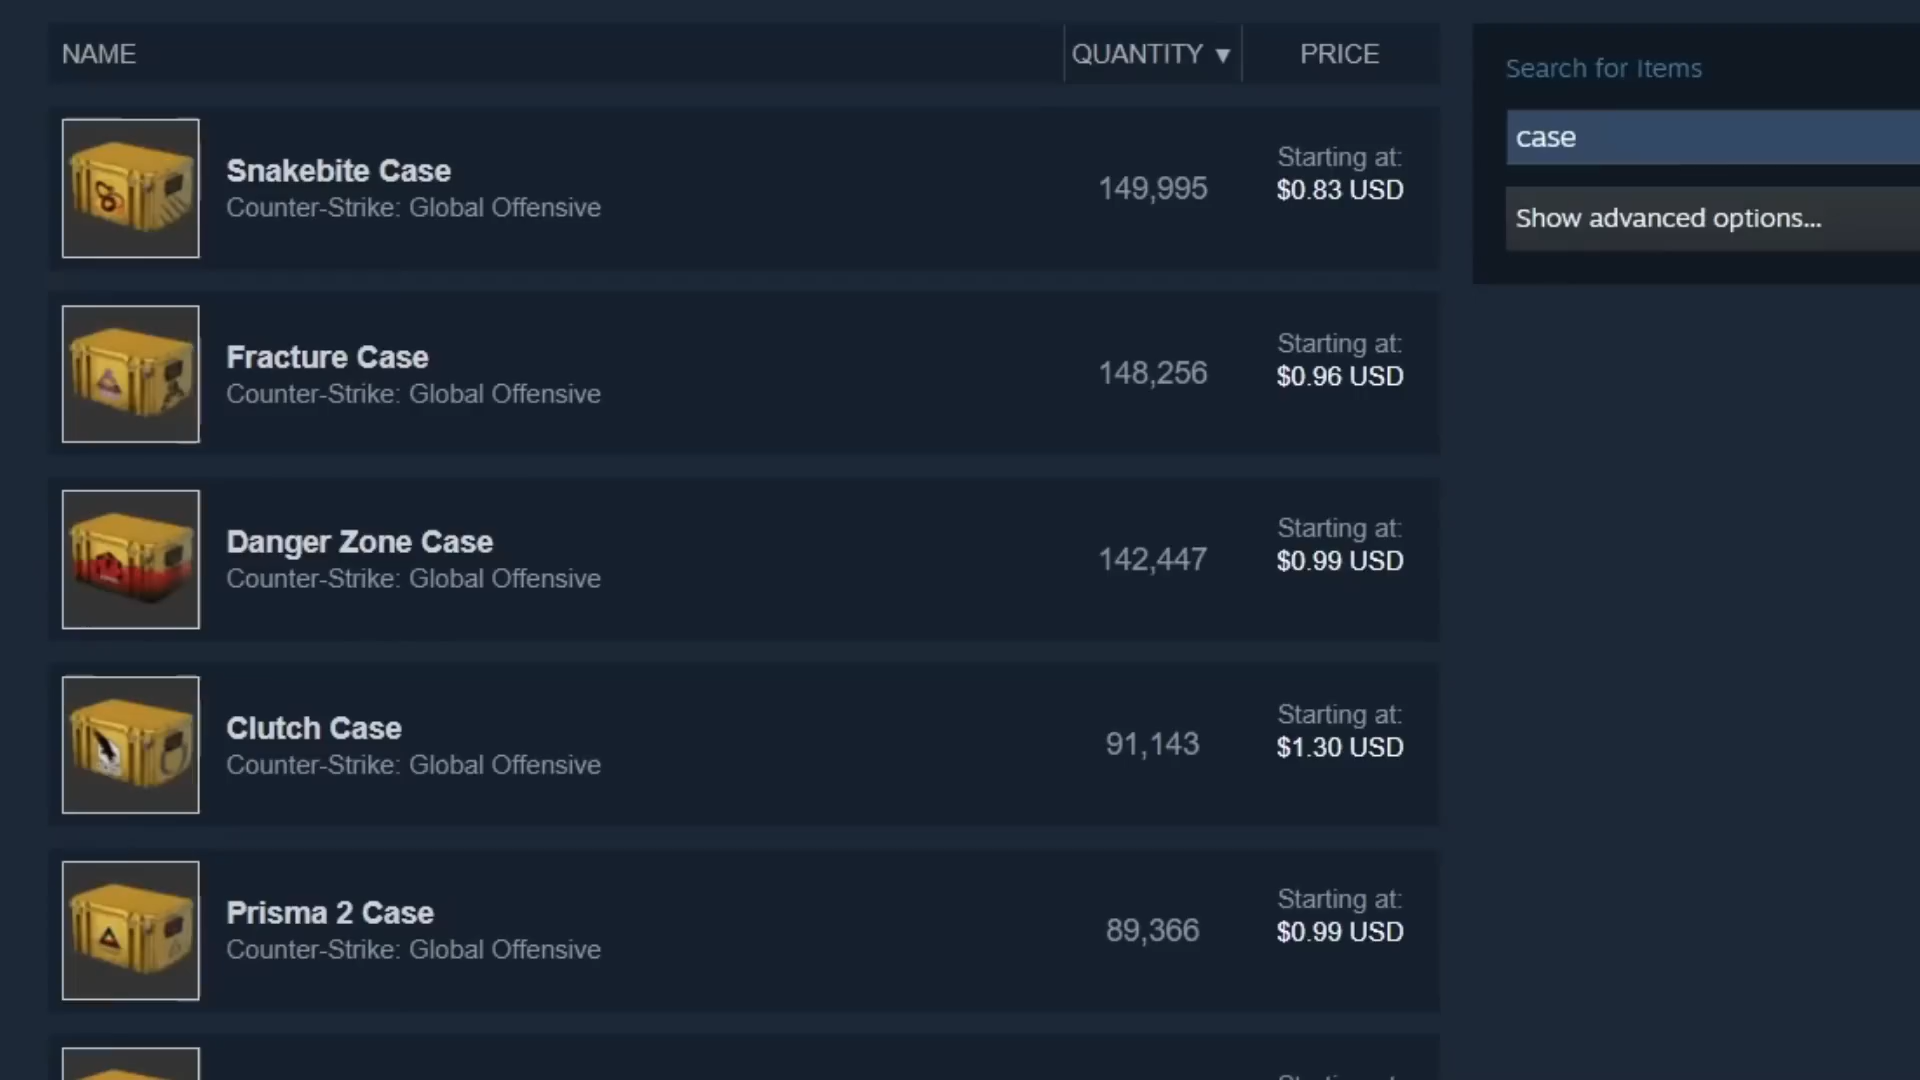 NAME
QUANTITY ▼
PRICE
Snakebite Case
Counter-Strike: Global Offensive
149,995
Starting at:
$0.83 USD
Fracture Case
Counter-Strike: Global Offensive
148,256
Starting at:
$0.96 USD
Danger Zone Case
Counter-Strike: Global Offensive
142,447
Starting at:
$0.99 USD
Clutch Case
Counter-Strike: Global Offensive
91,143
Starting at:
$1.30 USD
Prisma 2 Case
Counter-Strike: Global Offensive
89,366
Starting at:
$0.99 USD
Search for Items
case
Show advanced options...